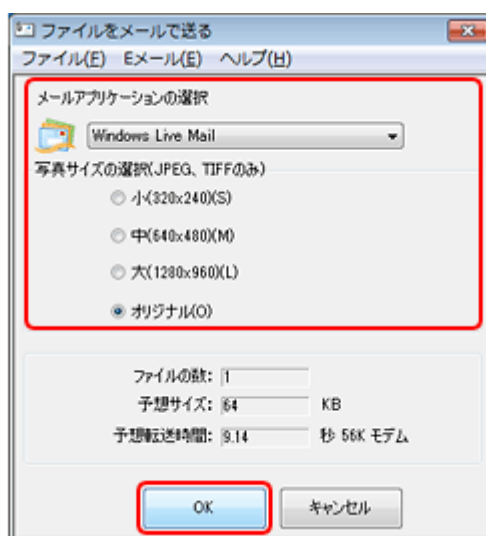 ファイルをメールで送る
ファイル(F) Eメール(E) ヘルプ(H)
メールアプリケーションの選択
Windows Live Mail
写真サイズの選択(JPEG、TIFFのみ)
小(320x240)(S)
中(640x480)(M)
大(1280x960)(L)
オリジナル(O)
ファイルの数: 1
予想サイズ: 64 KB
予想転送時間: 9.14 秒 56K モデム
OK キャンセル